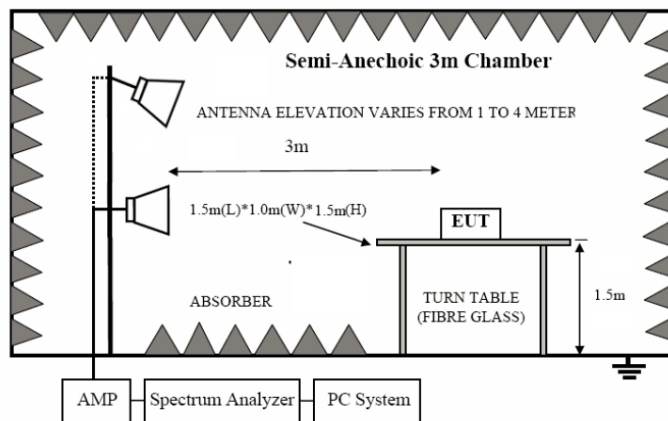 Semi-Anechoic 3m Chamber
ANTENNA ELEVATION VARIES FROM 1 TO 4 METER
3m
1.5m(L)*1.0m(W)*1.5m(H)
EUT
ABSORBER
TURN TABLE
(FIBRE GLASS)
1.5m
AMP
Spectrum Analyzer
PC System